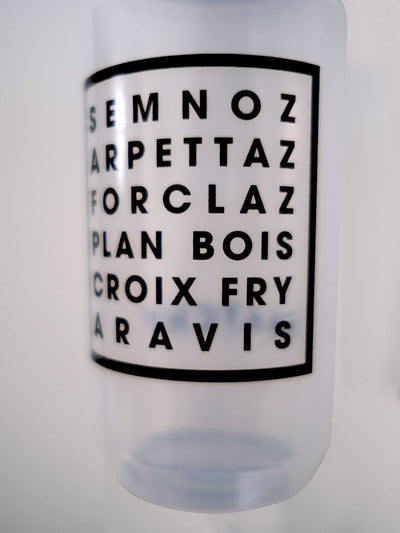 SEMNOZ
ARPETTAZ
FORCLAZ
PLAN BOIS
CROIX FRY
ARAVIS